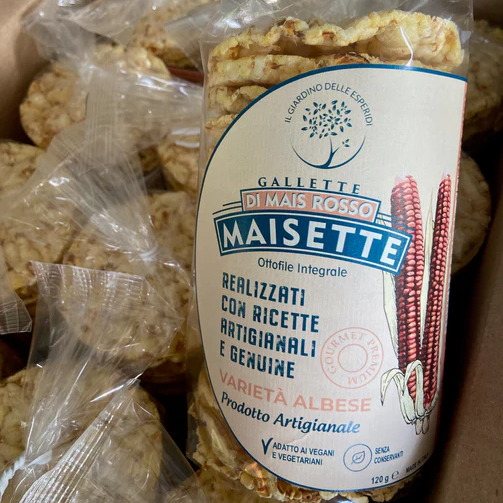 IL GIARDINO DELLE ESPERIDI
GALLETTE
DI MAIS ROSSO
MAISETTE
Ottofile Integrale
REALIZZATI
CON RICETTE
ARTIGIANALI
E GENUINE
GOURMET PREMIUM
VARIETÀ ALBESE
Prodotto Artigianale
ADATTO AI VEGANI
E VEGETARIANI
SENZA
CONSERVANTI
120 g e
MADE IN